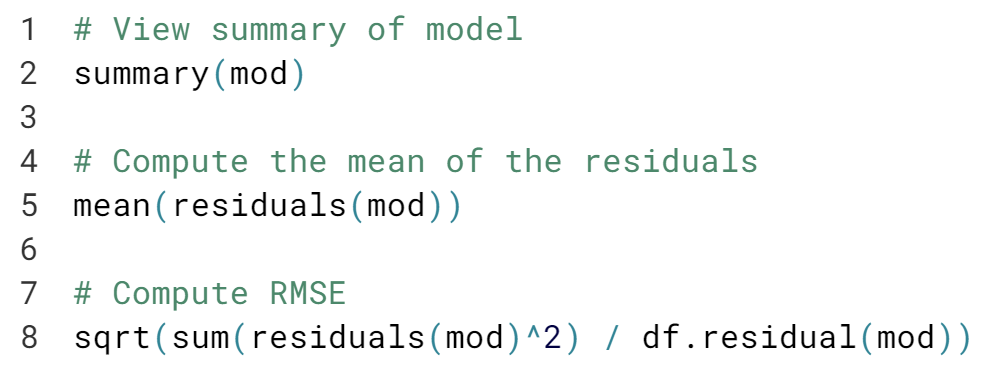 1 # View summary of model
2 summary(mod)
3
4 # Compute the mean of the residuals
5 mean(residuals(mod))
6
7 # Compute RMSE
8 sqrt(sum(residuals(mod)^2) / df.residual(mod))